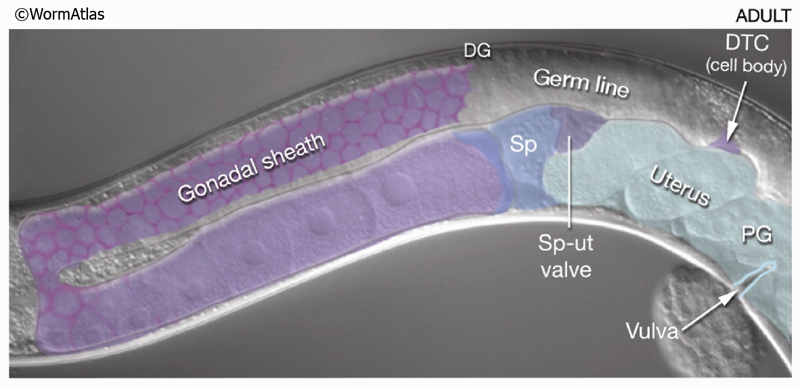 ©WormAtlas
ADULT
DG
DTC
(cell body)
Germ line
Gonadal sheath
Sp
Uterus
Sp-ut
valve
PG
Vulva